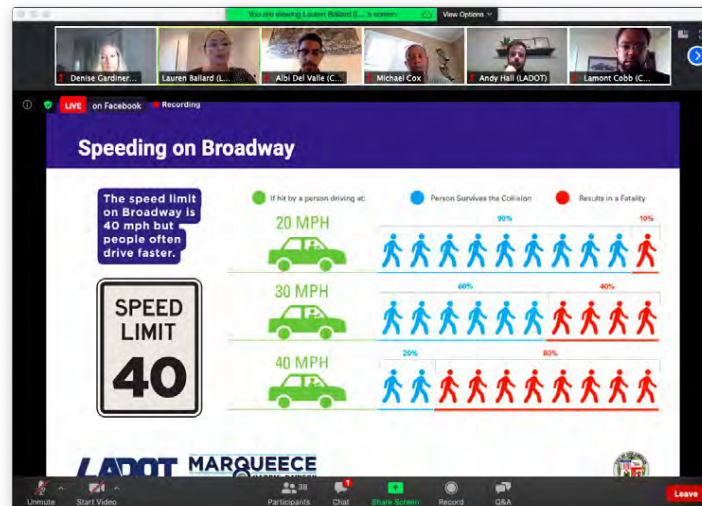 You are viewing Lauren Ballard (L... 's screen
View Options
Denise Gardiner...
Lauren Ballard (L...
Albi Del Valle (C...
Michael Cox
Andy Hall (LADOT)
Lamont Cobb (C...
LIVE on Facebook
Recording
Speeding on Broadway
The speed limit
on Broadway is
40 mph but
people often
drive faster.
SPEED
LIMIT
40
If hit by a person driving at:
Person Survives the Collision
Results in a Fatality
20 MPH
90%
10%
30 MPH
60%
40%
40 MPH
20%
80%
LADOT
MARQUEECE
Unmute
Start Video
Participants
38
Chat
1
Share Screen
Record
Q&A
Leave